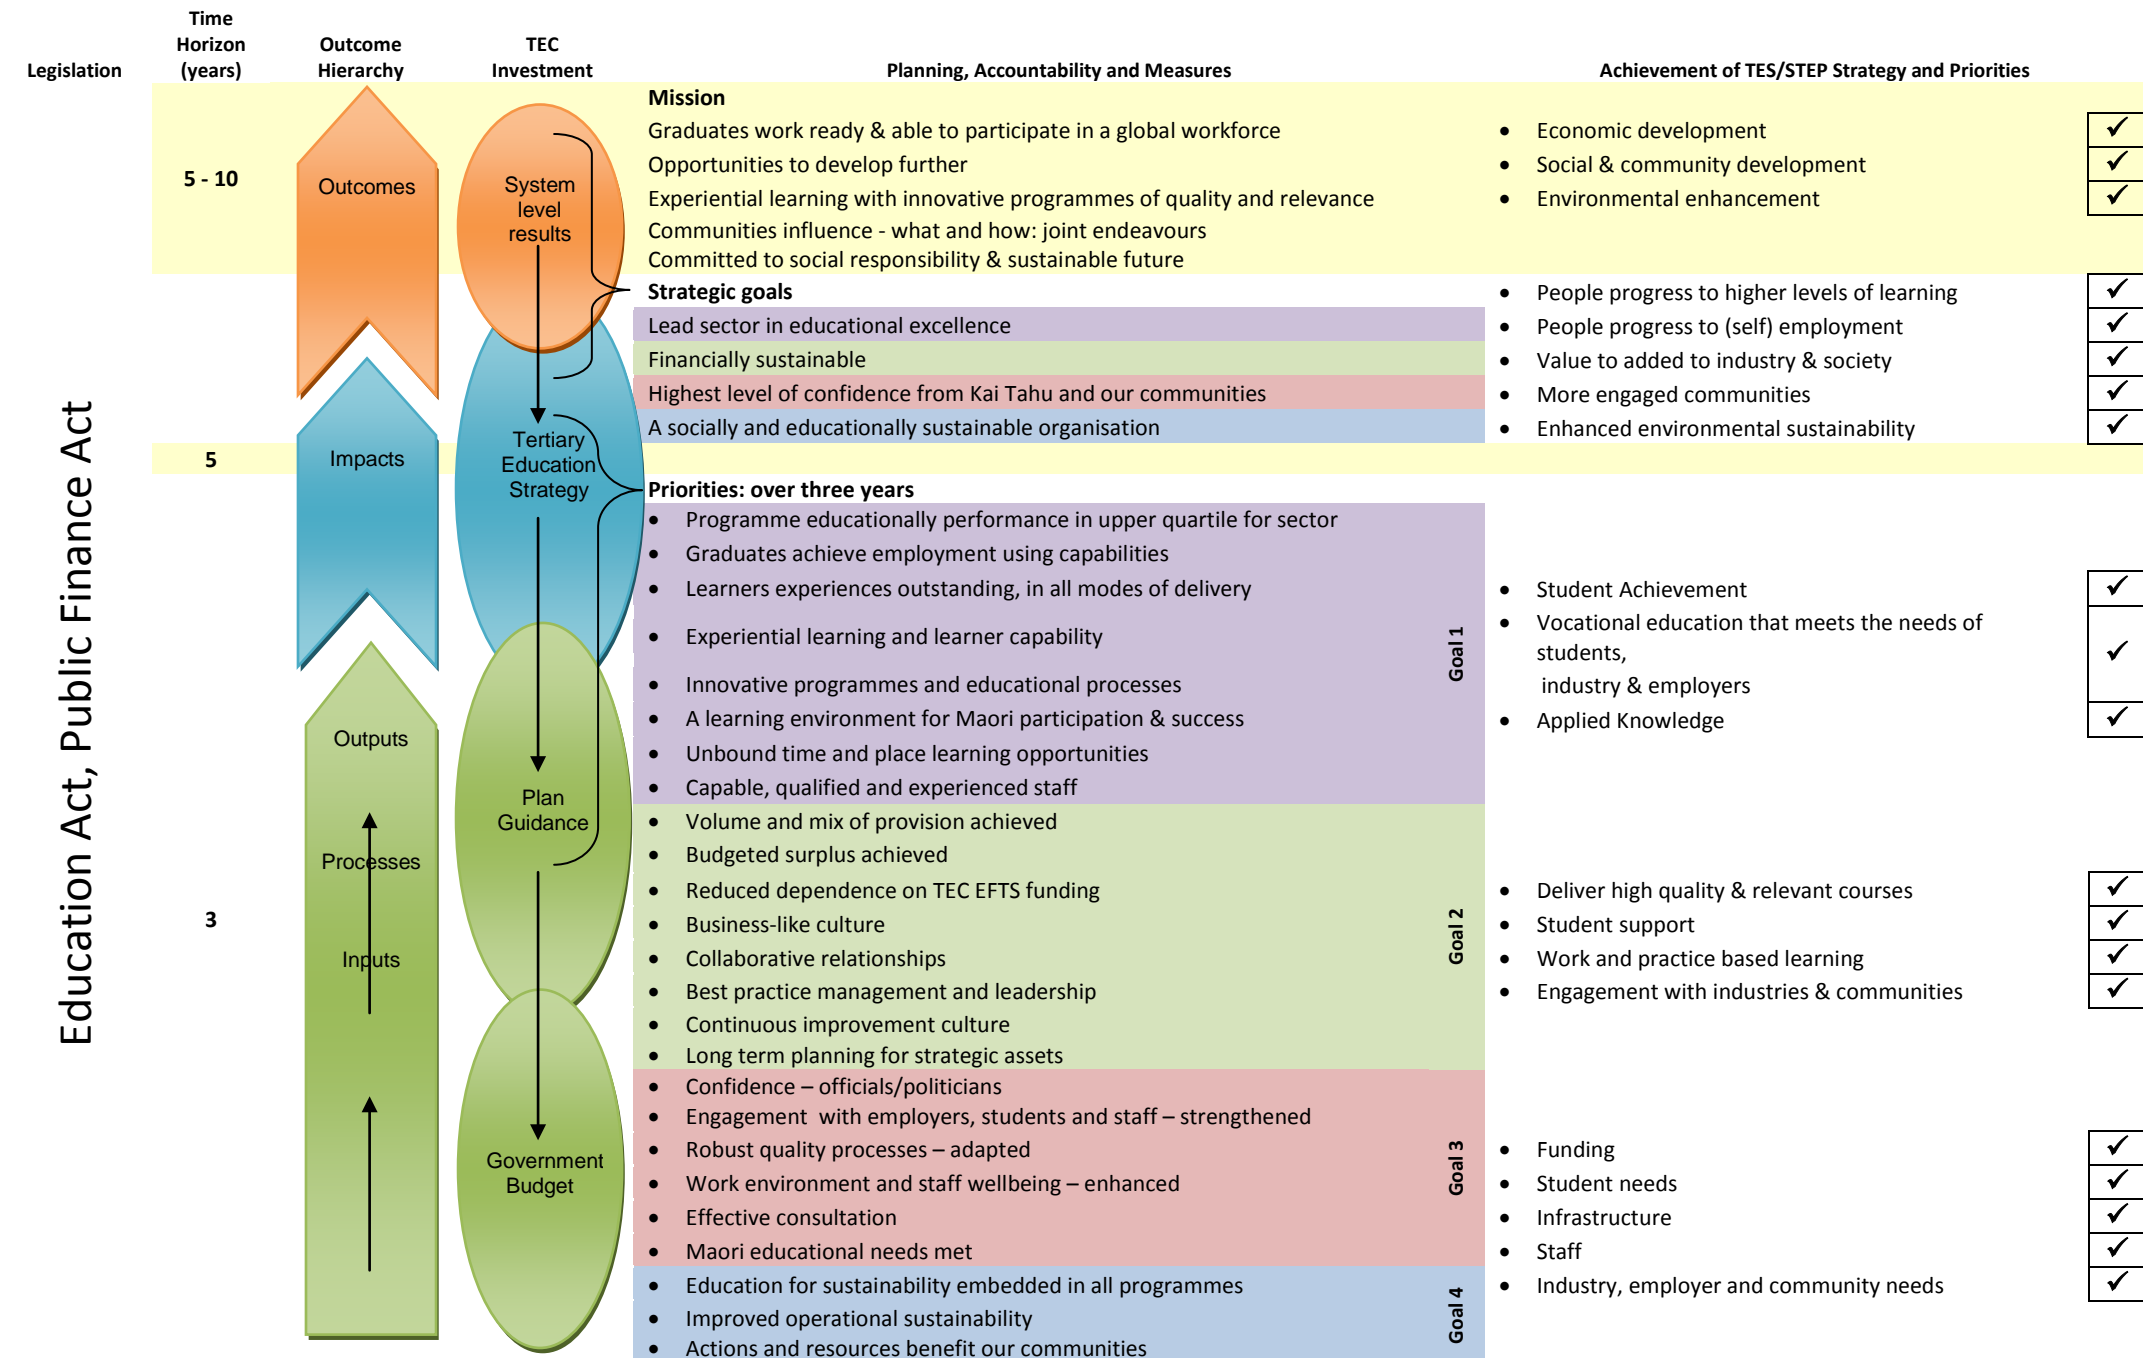 Legislation
Time
Horizon
(years)
Outcome
Hierarchy
TEC
Investment
Planning, Accountability and Measures
Achievement of TES/STEP Strategy and Priorities
Education Act, Public Finance Act
5 - 10
Outcomes
System
level
results
Mission
Graduates work ready & able to participate in a global workforce
Opportunities to develop further
Experiential learning with innovative programmes of quality and relevance
Communities influence - what and how: joint endeavours
Committed to social responsibility & sustainable future
• Economic development ✓
• Social & community development ✓
• Environmental enhancement ✓
Strategic goals
Lead sector in educational excellence
Financially sustainable
Highest level of confidence from Kai Tahu and our communities
A socially and educationally sustainable organisation
• People progress to higher levels of learning ✓
• People progress to (self) employment ✓
• Value to added to industry & society ✓
• More engaged communities ✓
• Enhanced environmental sustainability ✓
5
Impacts
Tertiary
Education
Strategy
Priorities: over three years
• Programme educationally performance in upper quartile for sector
• Graduates achieve employment using capabilities
• Learners experiences outstanding, in all modes of delivery
• Experiential learning and learner capability
• Innovative programmes and educational processes
• A learning environment for Maori participation & success
• Unbound time and place learning opportunities
• Capable, qualified and experienced staff
Goal 1
• Student Achievement ✓
• Vocational education that meets the needs of
students,
industry & employers ✓
• Applied Knowledge ✓
Outputs
Processes
Inputs
Plan
Guidance
3
• Volume and mix of provision achieved
• Budgeted surplus achieved
• Reduced dependence on TEC EFTS funding
• Business-like culture
• Collaborative relationships
• Best practice management and leadership
• Continuous improvement culture
• Long term planning for strategic assets
Goal 2
• Deliver high quality & relevant courses ✓
• Student support ✓
• Work and practice based learning ✓
• Engagement with industries & communities ✓
Government
Budget
• Confidence – officials/politicians
• Engagement with employers, students and staff – strengthened
• Robust quality processes – adapted
• Work environment and staff wellbeing – enhanced
• Effective consultation
• Maori educational needs met
Goal 3
• Funding ✓
• Student needs ✓
• Infrastructure ✓
• Staff ✓
• Industry, employer and community needs ✓
• Education for sustainability embedded in all programmes
• Improved operational sustainability
• Actions and resources benefit our communities
Goal 4